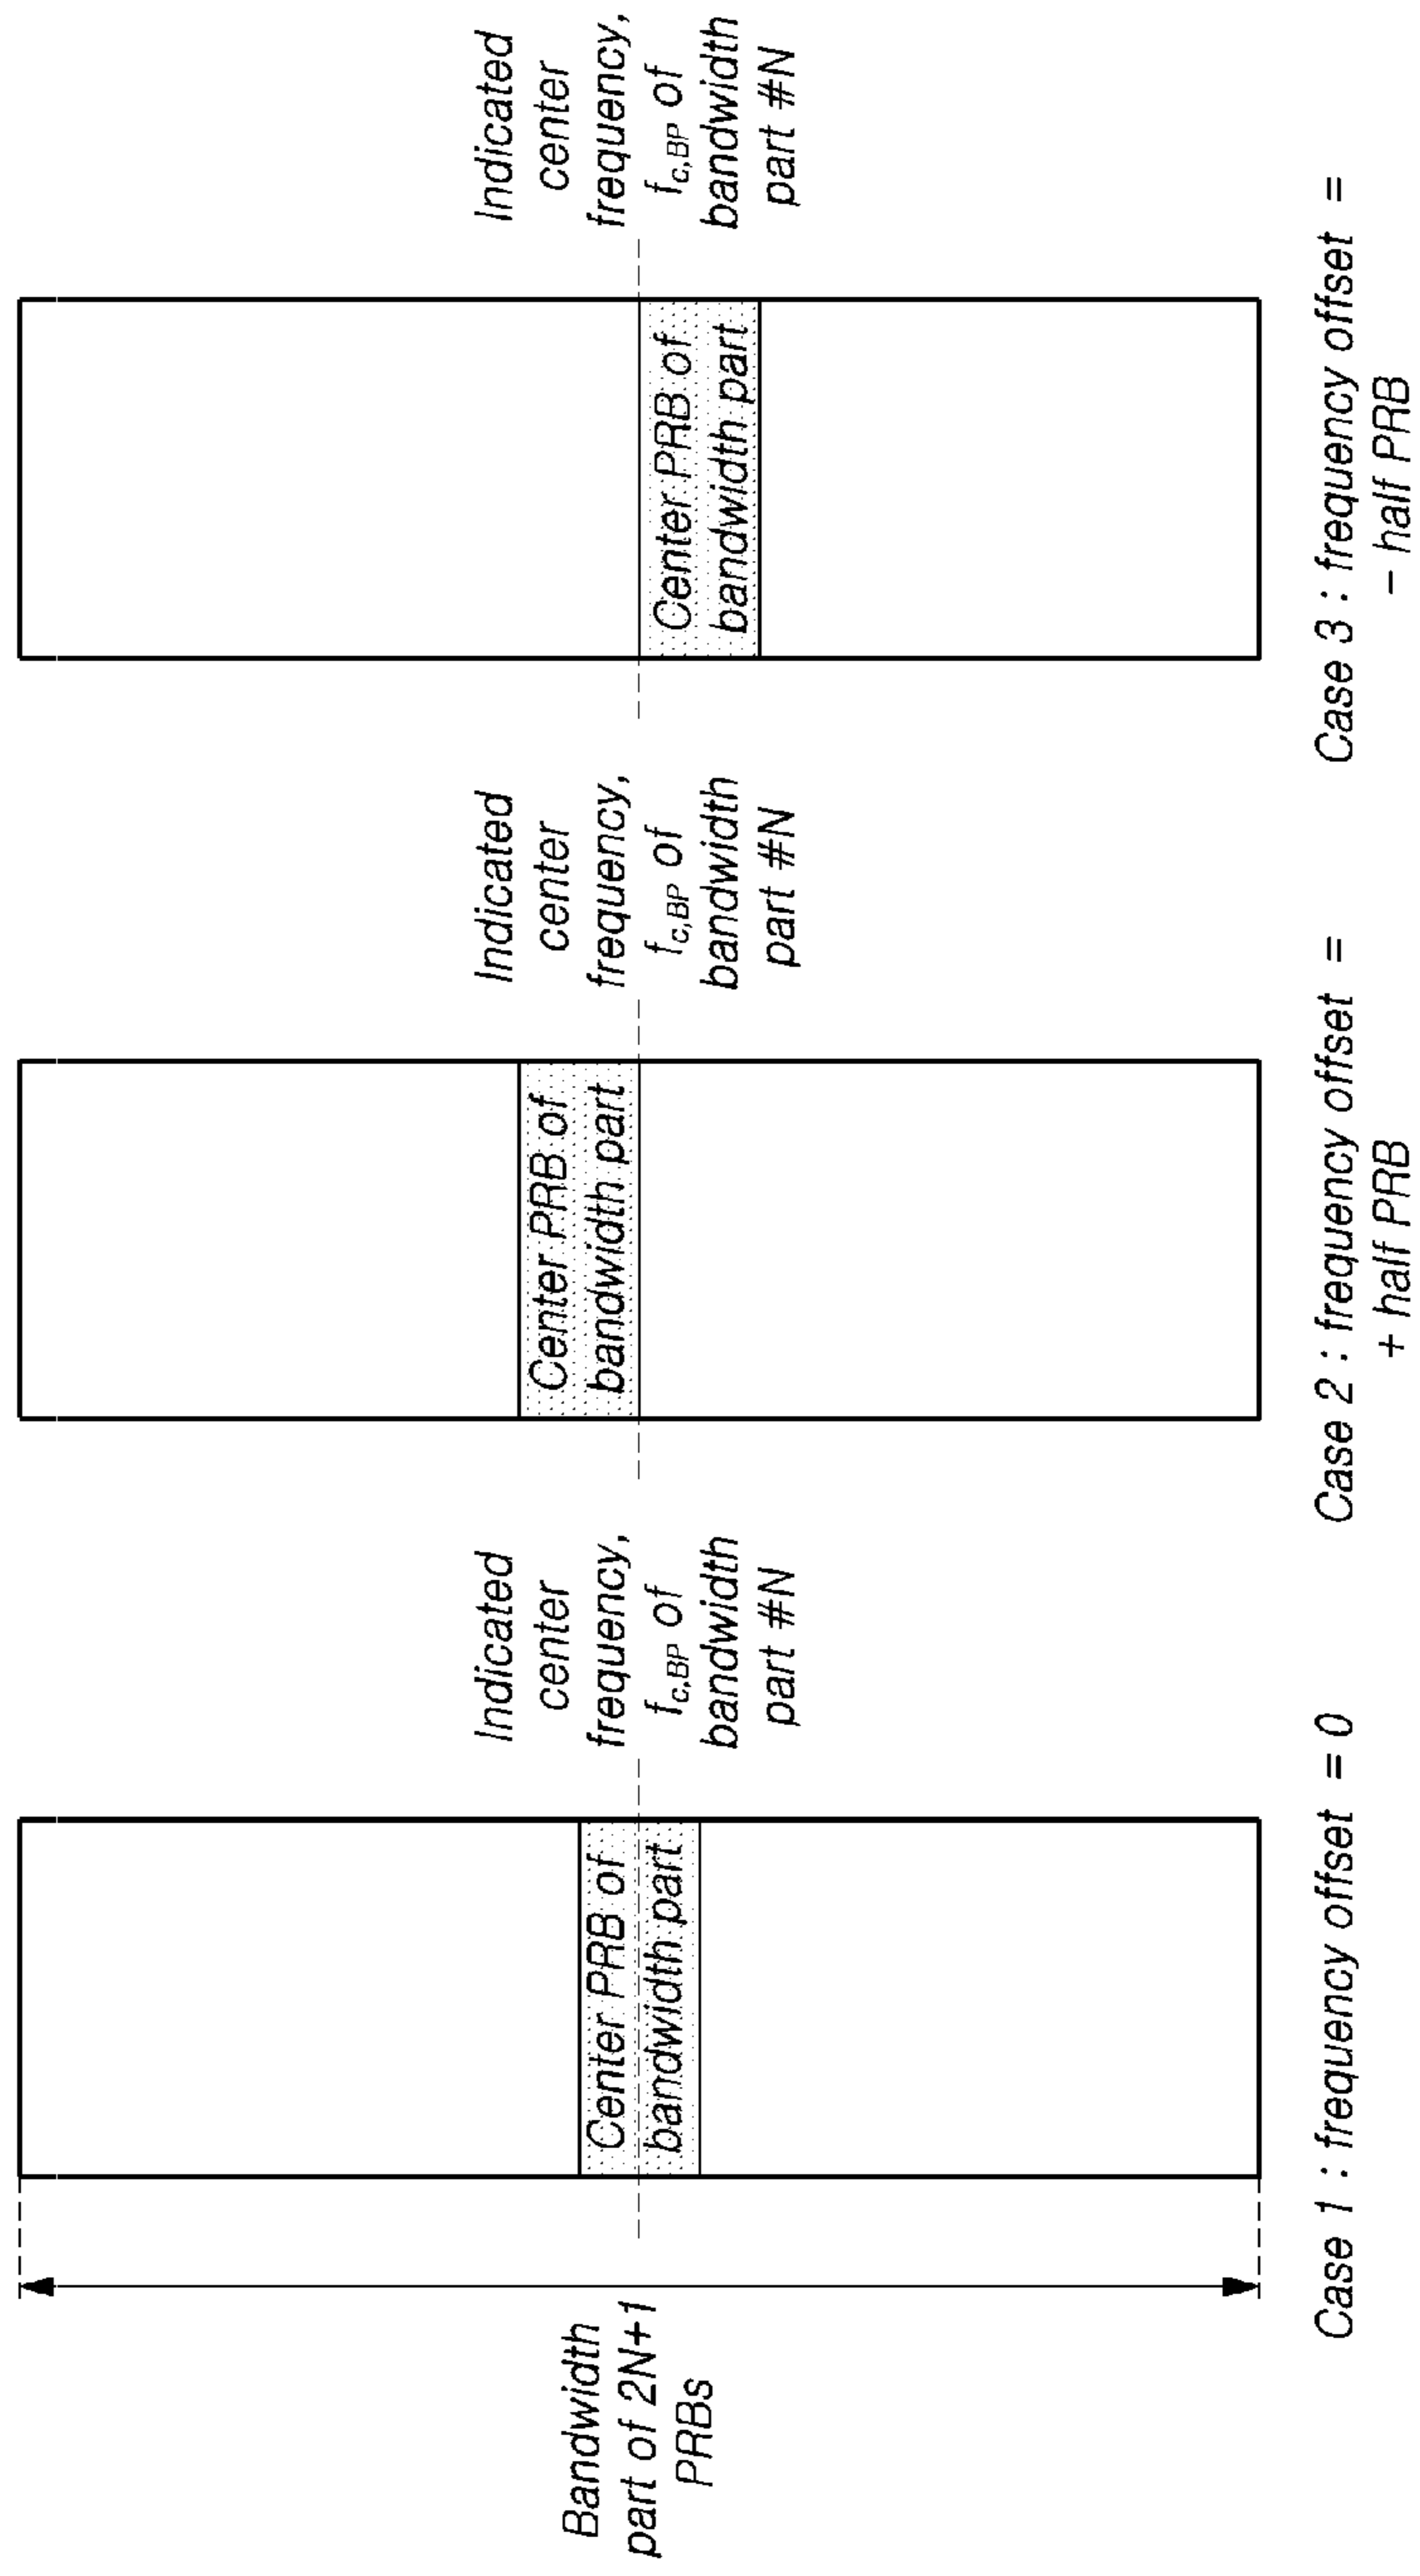 Bandwidth
part of 2N+1
PRBs
Center PRB of
bandwidth part
Indicated
center
frequency,
fc,BP of
bandwidth
part #N
Case 1 : frequency offset = 0
Center PRB of
bandwidth part
Indicated
center
frequency,
fc,BP of
bandwidth
part #N
Case 2 : frequency offset =
+ half PRB
Center PRB of
bandwidth part
Indicated
center
frequency,
fc,BP of
bandwidth
part #N
Case 3 : frequency offset =
− half PRB